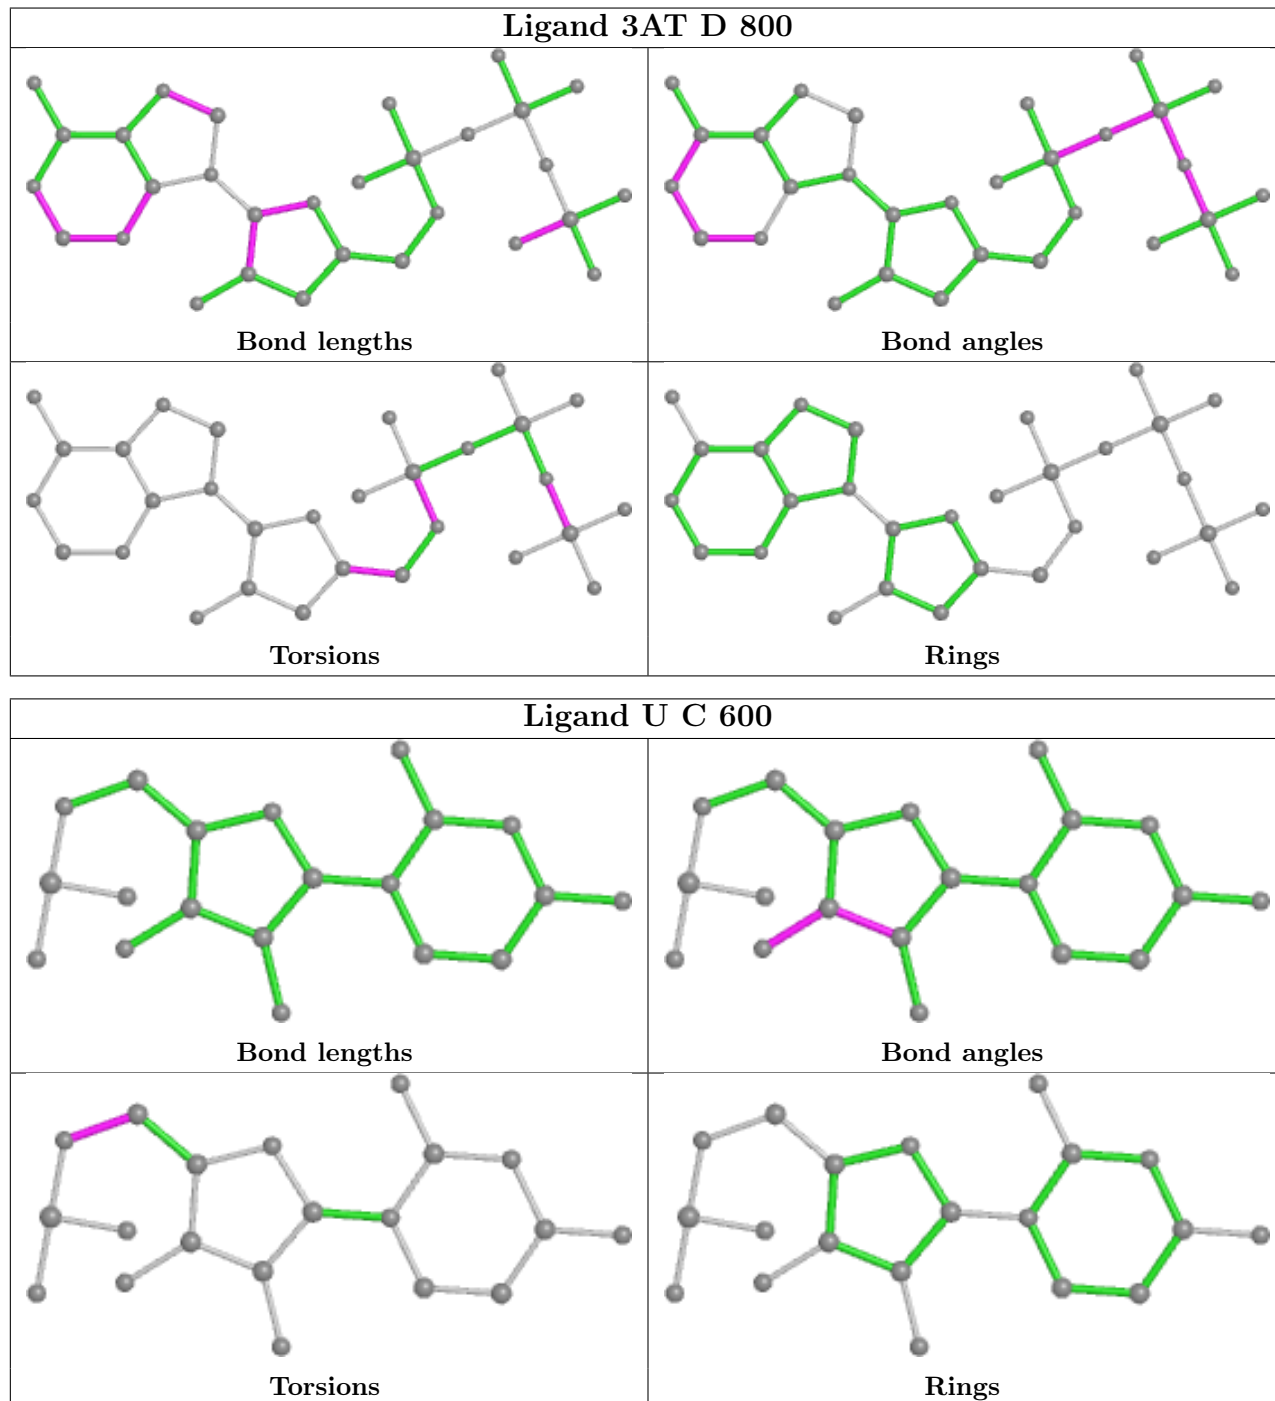 Ligand 3AT D 800
Bond lengths
Bond angles
Torsions
Rings
Ligand U C 600
Bond lengths
Bond angles
Torsions
Rings